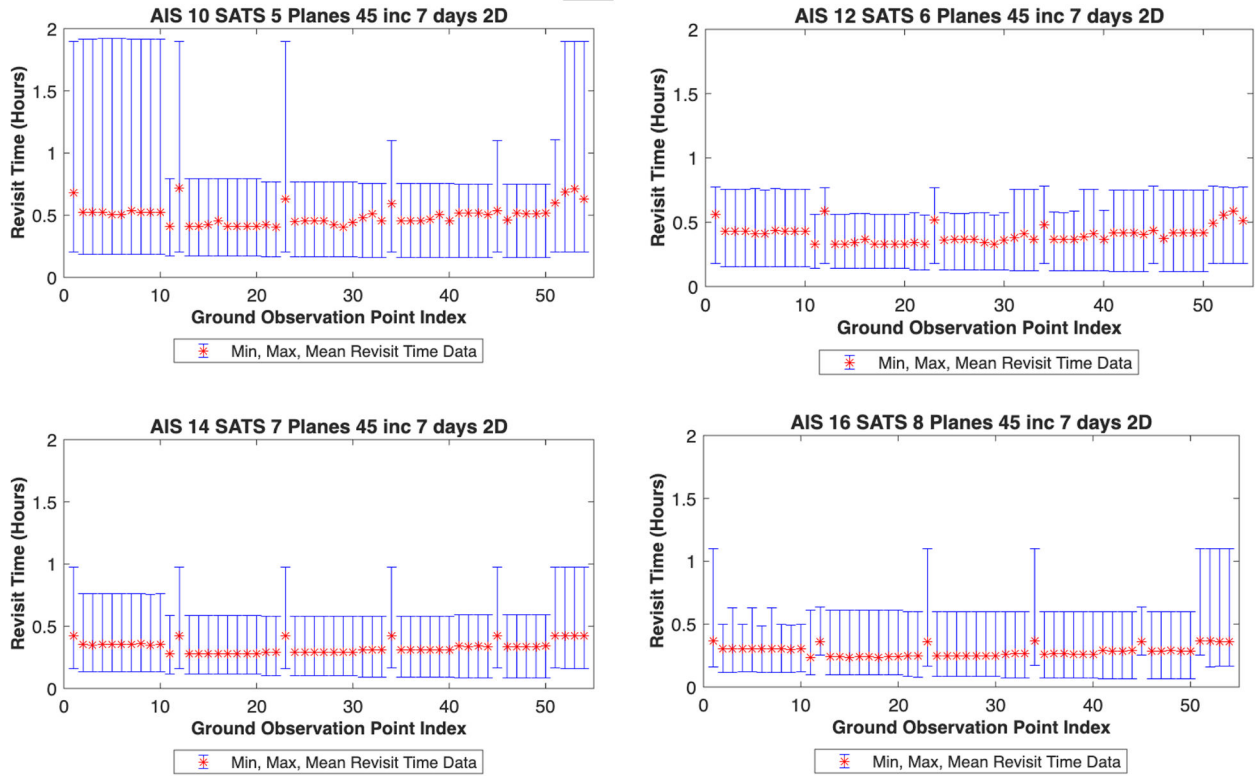 AIS 10 SATS 5 Planes 45 inc 7 days 2D
2
1.5
1
0.5
0
Revisit Time (Hours)
0 10 20 30 40 50
Ground Observation Point Index
Min, Max, Mean Revisit Time Data
AIS 12 SATS 6 Planes 45 inc 7 days 2D
2
1.5
1
0.5
0
Revisit Time (Hours)
0 10 20 30 40 50
Ground Observation Point Index
Min, Max, Mean Revisit Time Data
AIS 14 SATS 7 Planes 45 inc 7 days 2D
2
1.5
1
0.5
0
Revisit Time (Hours)
0 10 20 30 40 50
Ground Observation Point Index
Min, Max, Mean Revisit Time Data
AIS 16 SATS 8 Planes 45 inc 7 days 2D
2
1.5
1
0.5
0
Revisit Time (Hours)
0 10 20 30 40 50
Ground Observation Point Index
Min, Max, Mean Revisit Time Data